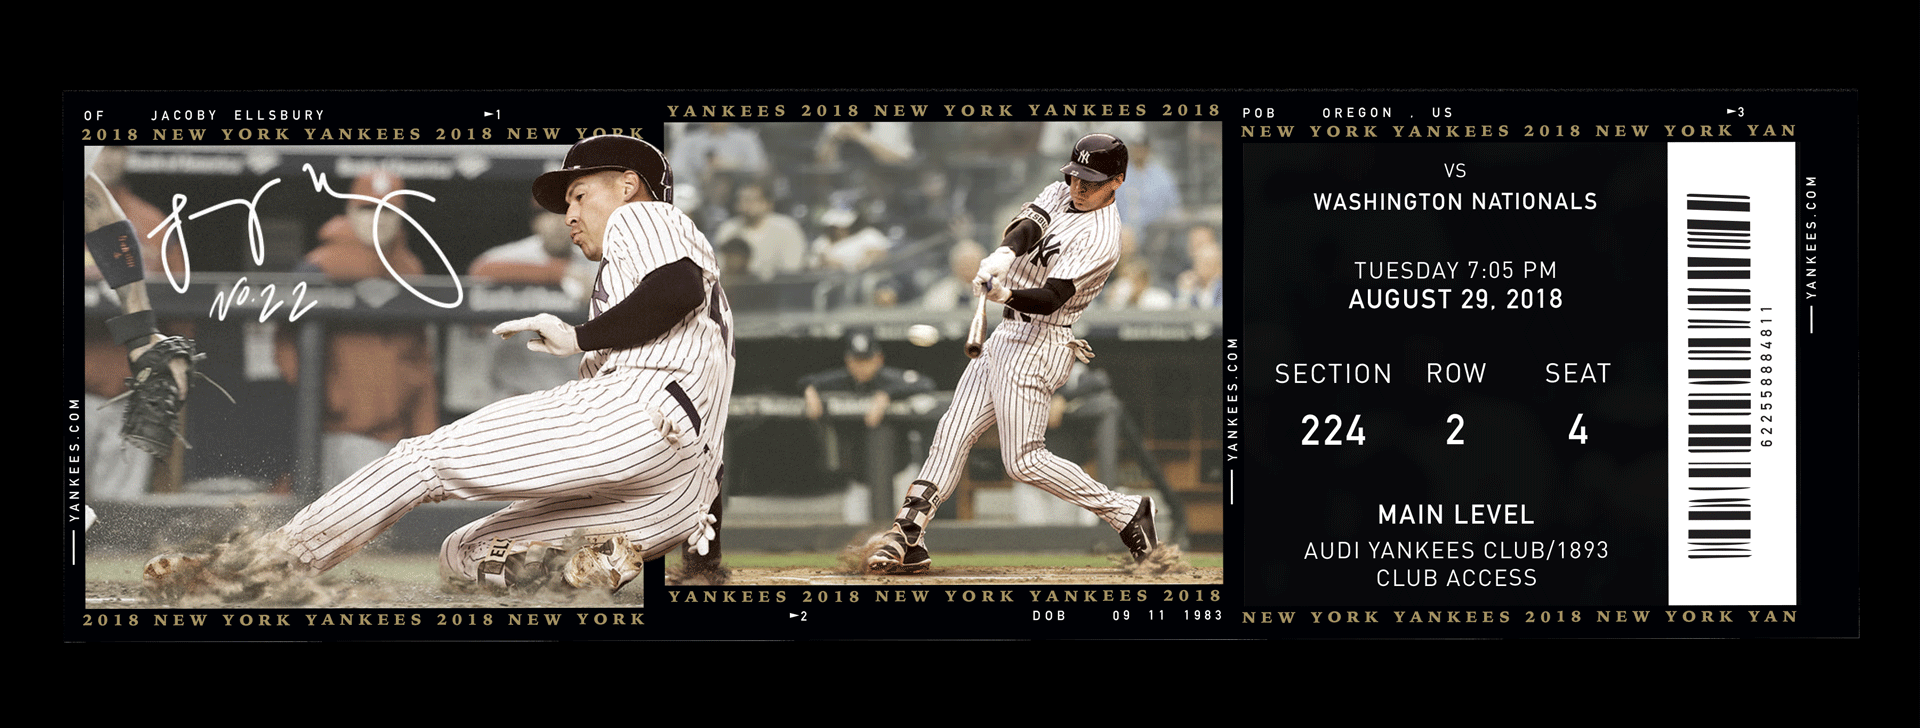 OF JACOBY ELLSBURY ►1
2018 NEW YORK YANKEES 2018 NEW YORK
No. 22
YANKEES.COM
2018 NEW YORK YANKEES 2018 NEW YORK
YANKEES 2018 NEW YORK YANKEES 2018
NY
YANKEES 2018 NEW YORK YANKEES 2018
►2 DOB 09 11 1983
YANKEES.COM
POB OREGON , US ►3
NEW YORK YANKEES 2018 NEW YORK YAN
VS
WASHINGTON NATIONALS
TUESDAY 7:05 PM
AUGUST 29, 2018
SECTION ROW SEAT
224 2 4
MAIN LEVEL
AUDI YANKEES CLUB/1893
CLUB ACCESS
622558884811
YANKEES.COM
NEW YORK YANKEES 2018 NEW YORK YAN